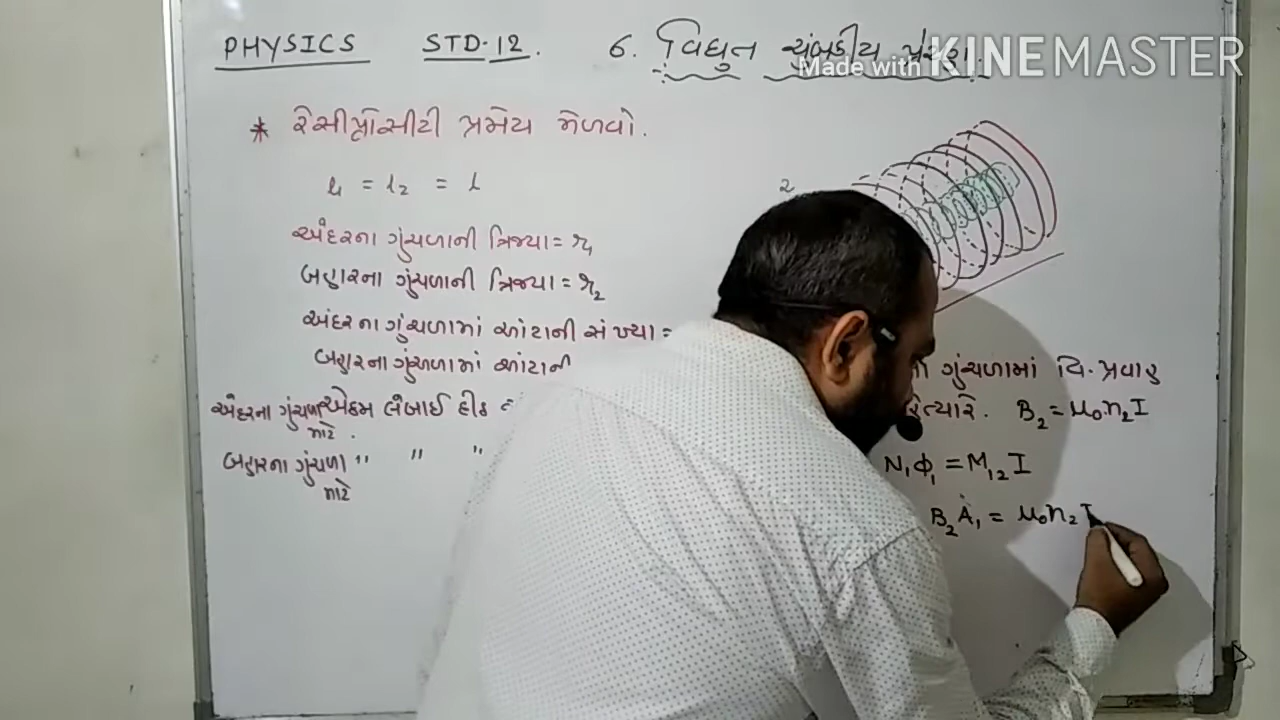 PHYSICS STD-12. 6. વિદ્યુત ચુંબકીય પ્રેરણ.
Made with KINEMASTER
* રેસીપ્રોસીટી પ્રમેય મેળવો.
l₁ = l₂ = l
અંદરના ગુંચળાની ત્રિજ્યા = r₁
બહારના ગુંચળાની ત્રિજ્યા = r₂
અંદરના ગુંચળામાં આંટાની સંખ્યા =
બહારના ગુંચળામાં આંટાની
અંદરના ગુંચળા એકમ લંબાઈ દીઠ
માટે.
બહારના ગુંચળા " " "
માટે
2
ગુંચળામાં વિ. પ્રવાહ
ત્યારે. B₂ = μ₀n₂I
N₁ϕ₁ = M₁₂I
B₂A₁ = μ₀n₂I